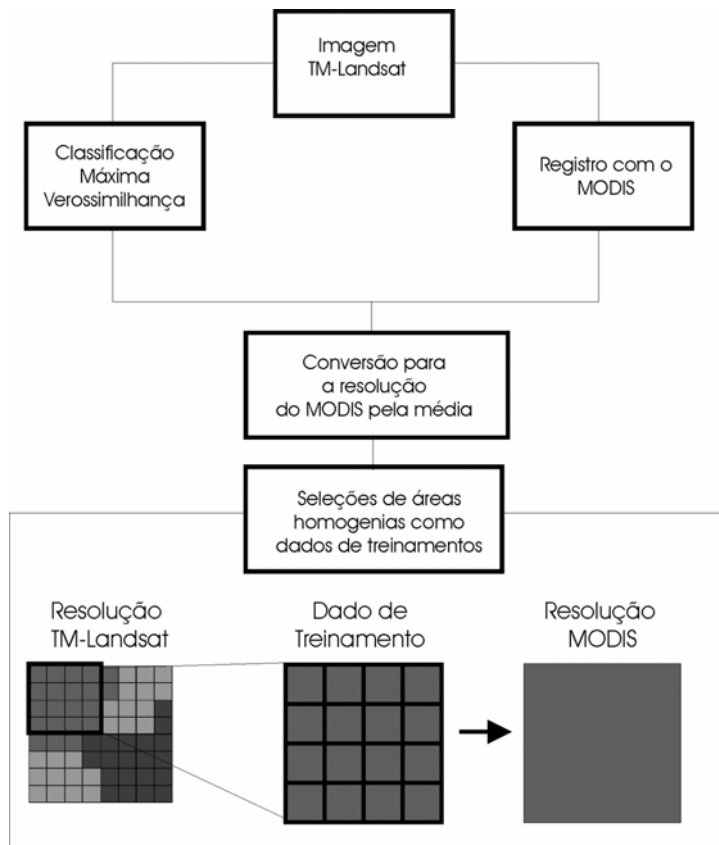 Imagem
TM-Landsat
Classificação
Máxima
Verossimilhança
Registro com o
MODIS
Conversão para
a resolução
do MODIS pela média
Seleções de áreas
homogenias como
dados de treinamentos
Resolução
TM-Landsat
Dado de
Treinamento
Resolução
MODIS